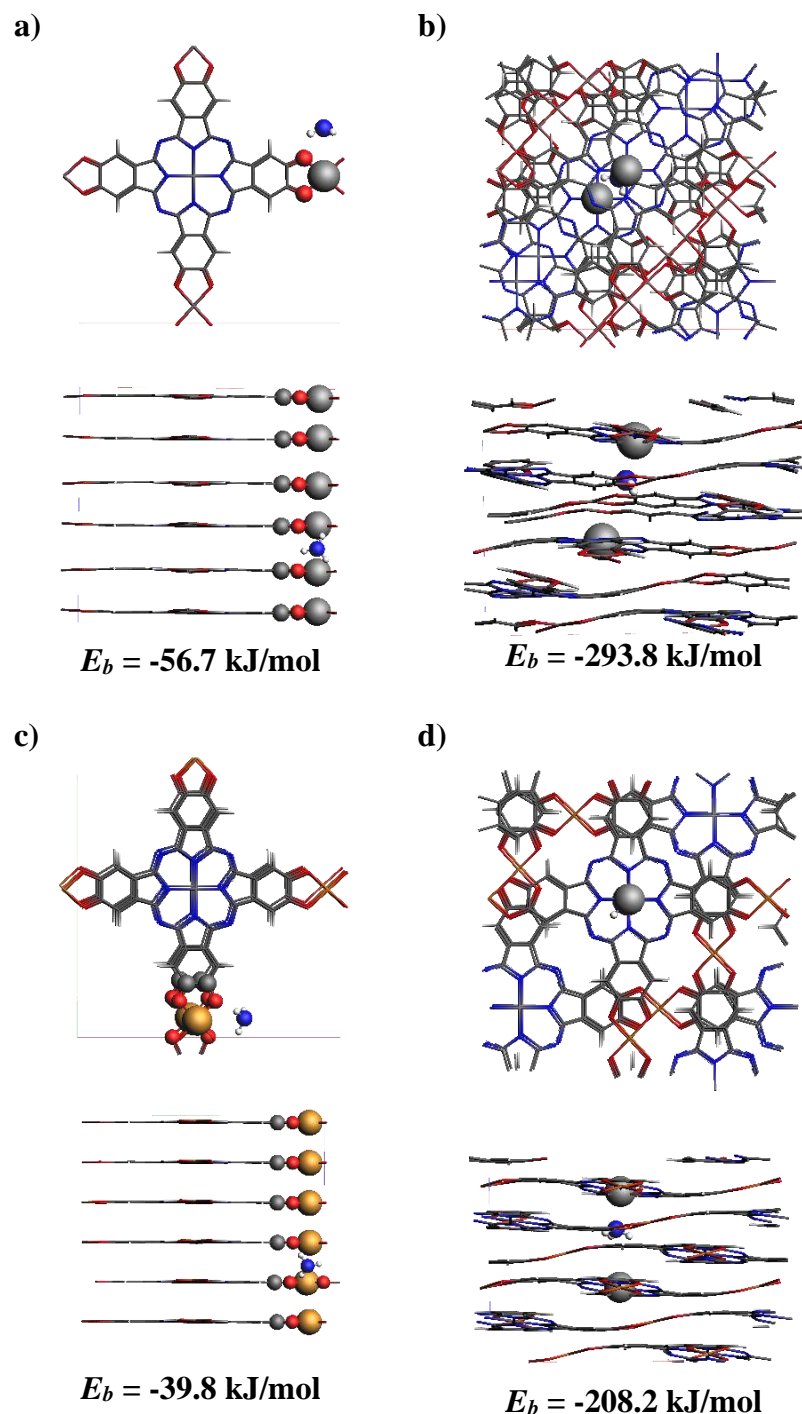 a)
b)
E_b = -56.7 kJ/mol
E_b = -293.8 kJ/mol
c)
d)
E_b = -39.8 kJ/mol
E_b = -208.2 kJ/mol